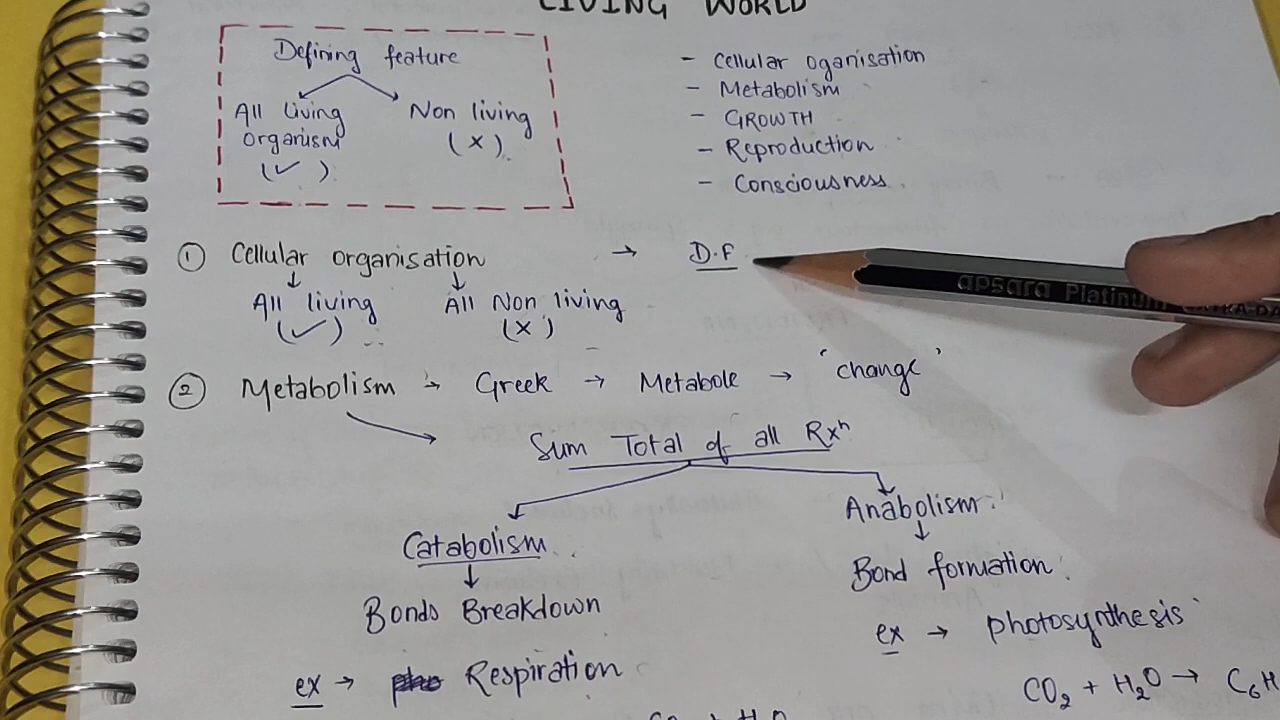 LIVING WORLD
Defining feature
All living
organism
(✓)
Non living
(×)
- Cellular oganisation
- Metabolism
- GROWTH
- Reproduction
- Consciousness
① Cellular organisation → D.F
All living
(✓)
All Non living
(×)
② Metabolism → Greek → Metabole → 'change'
Sum Total of all Rxⁿ
Catabolism
Bonds Breakdown
ex → Respiration
Anabolism
Bond formation
ex → photosynthesis
CO₂ + H₂O → C₆H
apsara Platinum